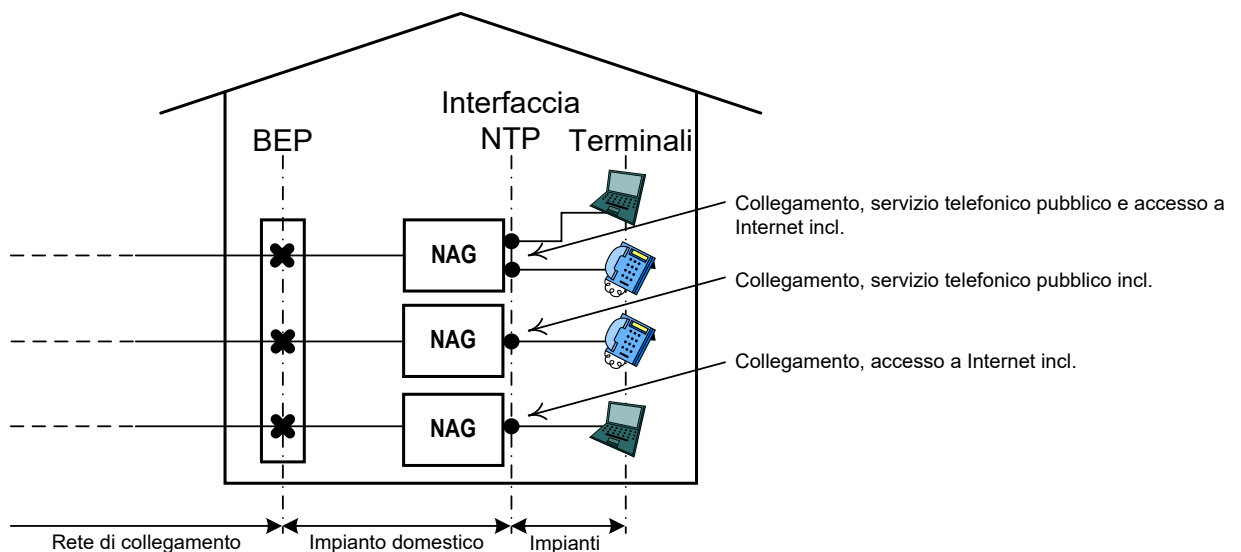 Interfaccia
BEP
NTP
Terminali
NAG
Collegamento, servizio telefonico pubblico e accesso a
Internet incl.
NAG
Collegamento, servizio telefonico pubblico incl.
NAG
Collegamento, accesso a Internet incl.
Rete di collegamento
Impianto domestico
Impianti